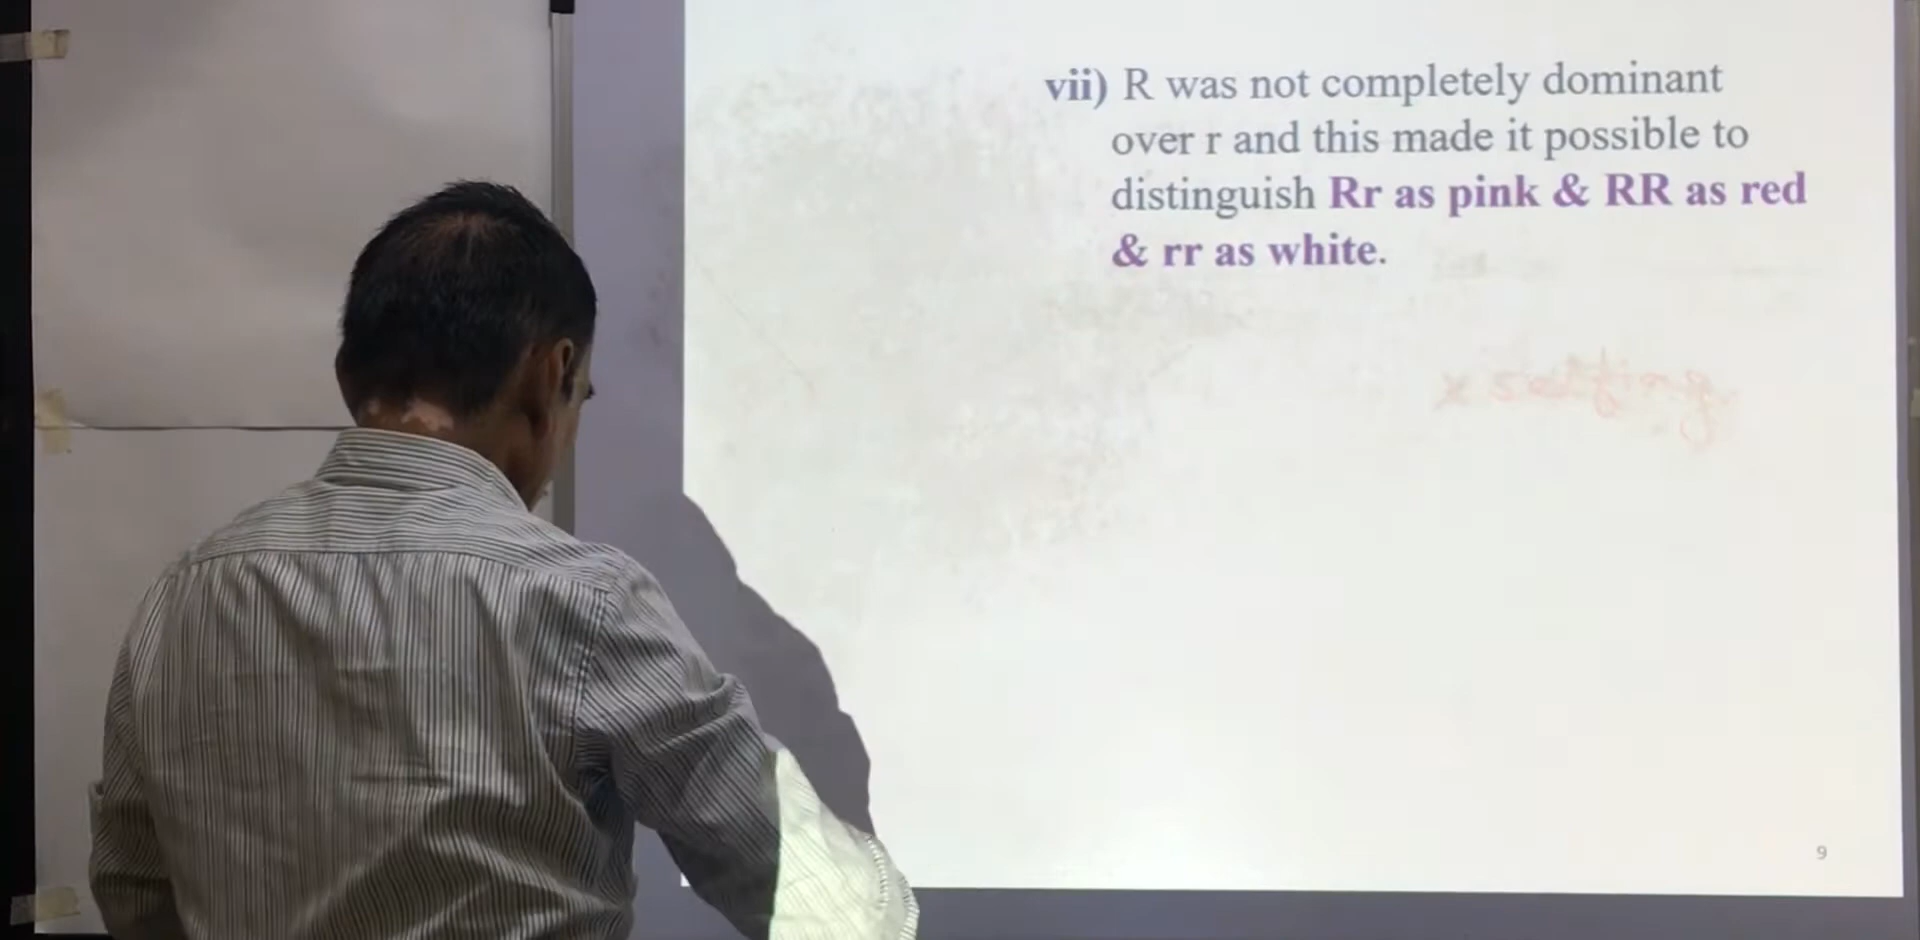 vii) R was not completely dominant
over r and this made it possible to
distinguish Rr as pink & RR as red
& rr as white.
x selfing
9